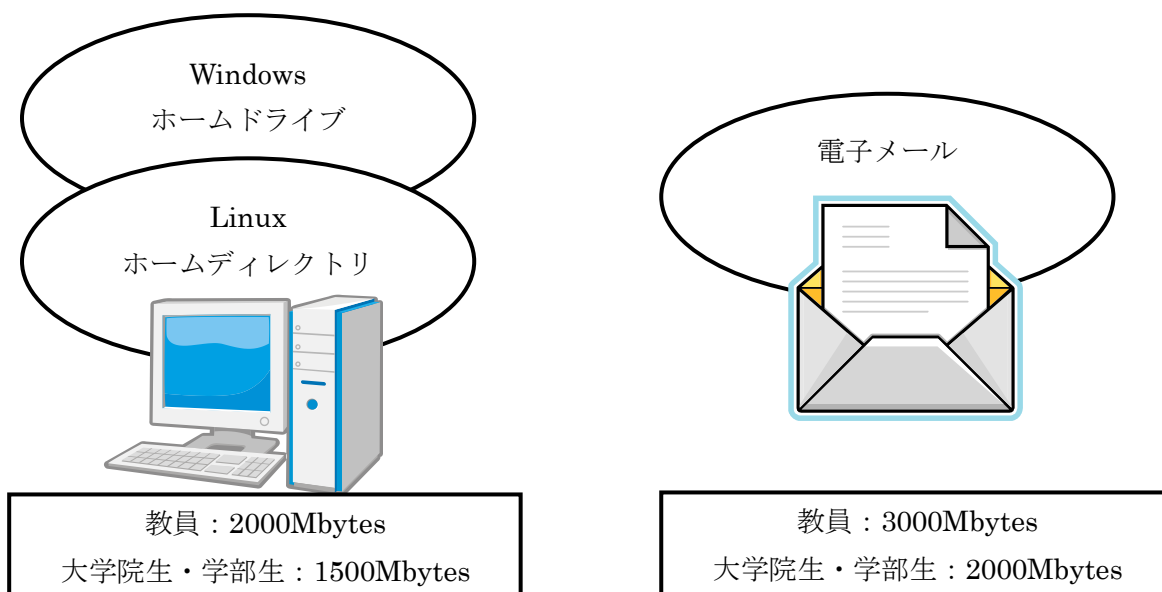 Windows
ホームドライブ
Linux
ホームディレクトリ
教員：2000Mbytes
大学院生・学部生：1500Mbytes
電子メール
教員：3000Mbytes
大学院生・学部生：2000Mbytes